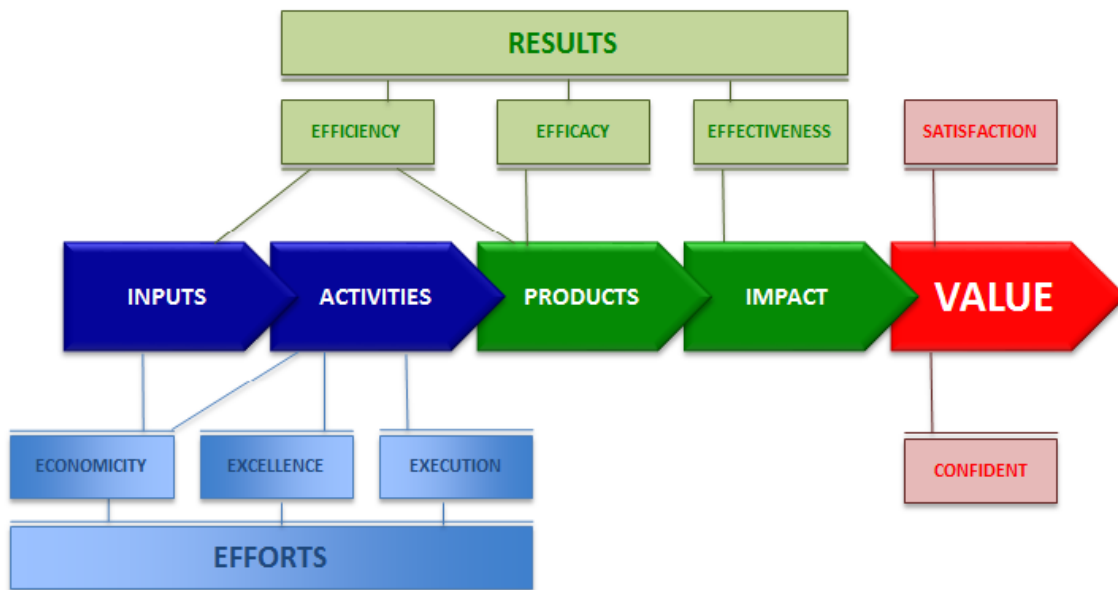 RESULTS
EFFICIENCY
EFFICACY
EFFECTIVENESS
SATISFACTION
INPUTS
ACTIVITIES
PRODUCTS
IMPACT
VALUE
ECONOMICITY
EXCELLENCE
EXECUTION
CONFIDENT
EFFORTS